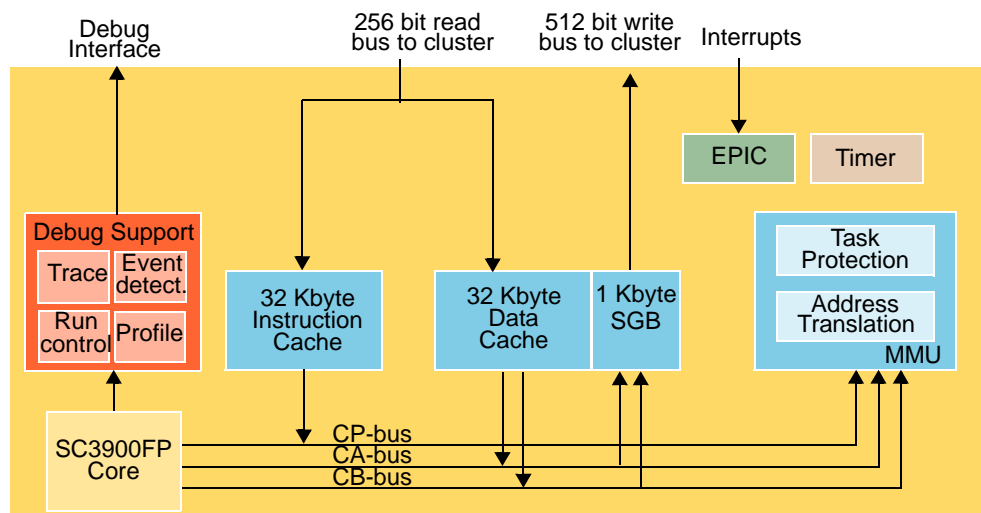 Debug
Interface
256 bit read
bus to cluster
512 bit write
bus to cluster
Interrupts
EPIC
Timer
Debug Support
Trace
Event
detect.
Run
control
Profile
32 Kbyte
Instruction
Cache
32 Kbyte
Data
Cache
1 Kbyte
SGB
Task
Protection
Address
Translation
MMU
SC3900FP
Core
CP-bus
CA-bus
CB-bus